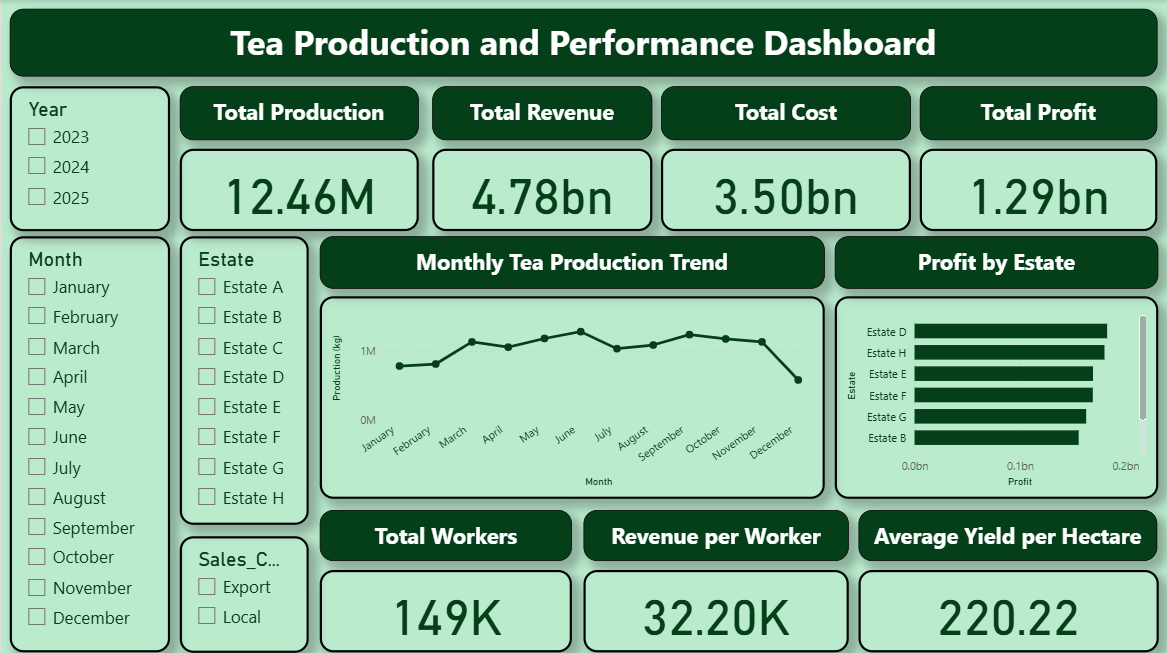 Tea Production and Performance Dashboard
Year
2023
2024
2025
Total Production
12.46M
Total Revenue
4.78bn
Total Cost
3.50bn
Total Profit
1.29bn
Month
January
February
March
April
May
June
July
August
September
October
November
December
Estate
Estate A
Estate B
Estate C
Estate D
Estate E
Estate F
Estate G
Estate H
Sales_C...
Export
Local
Monthly Tea Production Trend
Production (kg)
1M
0M
January
February
March
April
May
June
July
August
September
October
November
December
Month
Profit by Estate
Estate
Estate D
Estate H
Estate E
Estate F
Estate G
Estate B
0.0bn
0.1bn
0.2bn
Profit
Total Workers
149K
Revenue per Worker
32.20K
Average Yield per Hectare
220.22